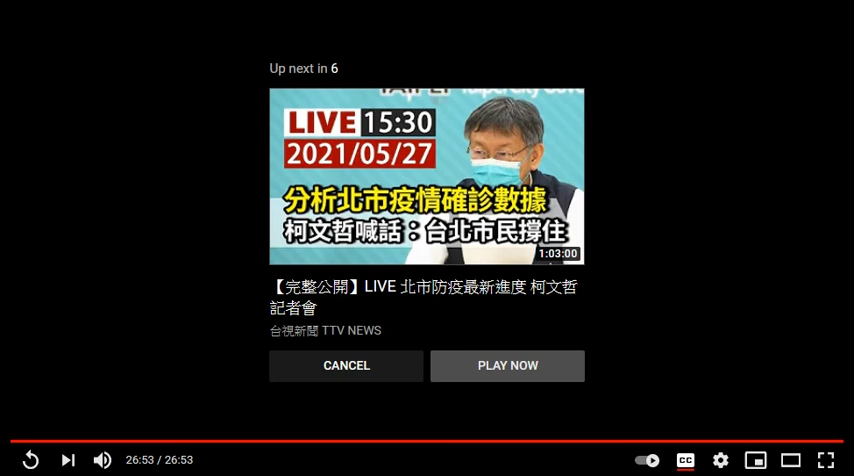 Up next in 6
TAIPEI
LIVE 15:30
2021/05/27
分析北市疫情確診數據
柯文哲喊話：台北市民撐住
1:03:00
【完整公開】LIVE 北市防疫最新進度 柯文哲
記者會
台視新聞 TTV NEWS
CANCEL
PLAY NOW
26:53 / 26:53
CC